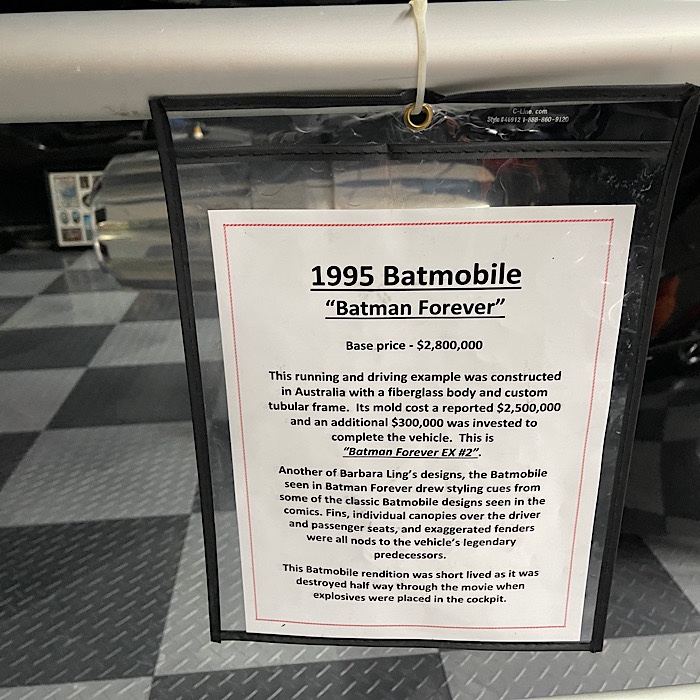 C-Line.com
Style #46912 1-888-860-9120
1995 Batmobile
“Batman Forever”
Base price - $2,800,000
This running and driving example was constructed
in Australia with a fiberglass body and custom
tubular frame. Its mold cost a reported $2,500,000
and an additional $300,000 was invested to
complete the vehicle. This is
“Batman Forever EX #2”.
Another of Barbara Ling’s designs, the Batmobile
seen in Batman Forever drew styling cues from
some of the classic Batmobile designs seen in the
comics. Fins, individual canopies over the driver
and passenger seats, and exaggerated fenders
were all nods to the vehicle’s legendary
predecessors.
This Batmobile rendition was short lived as it was
destroyed half way through the movie when
explosives were placed in the cockpit.